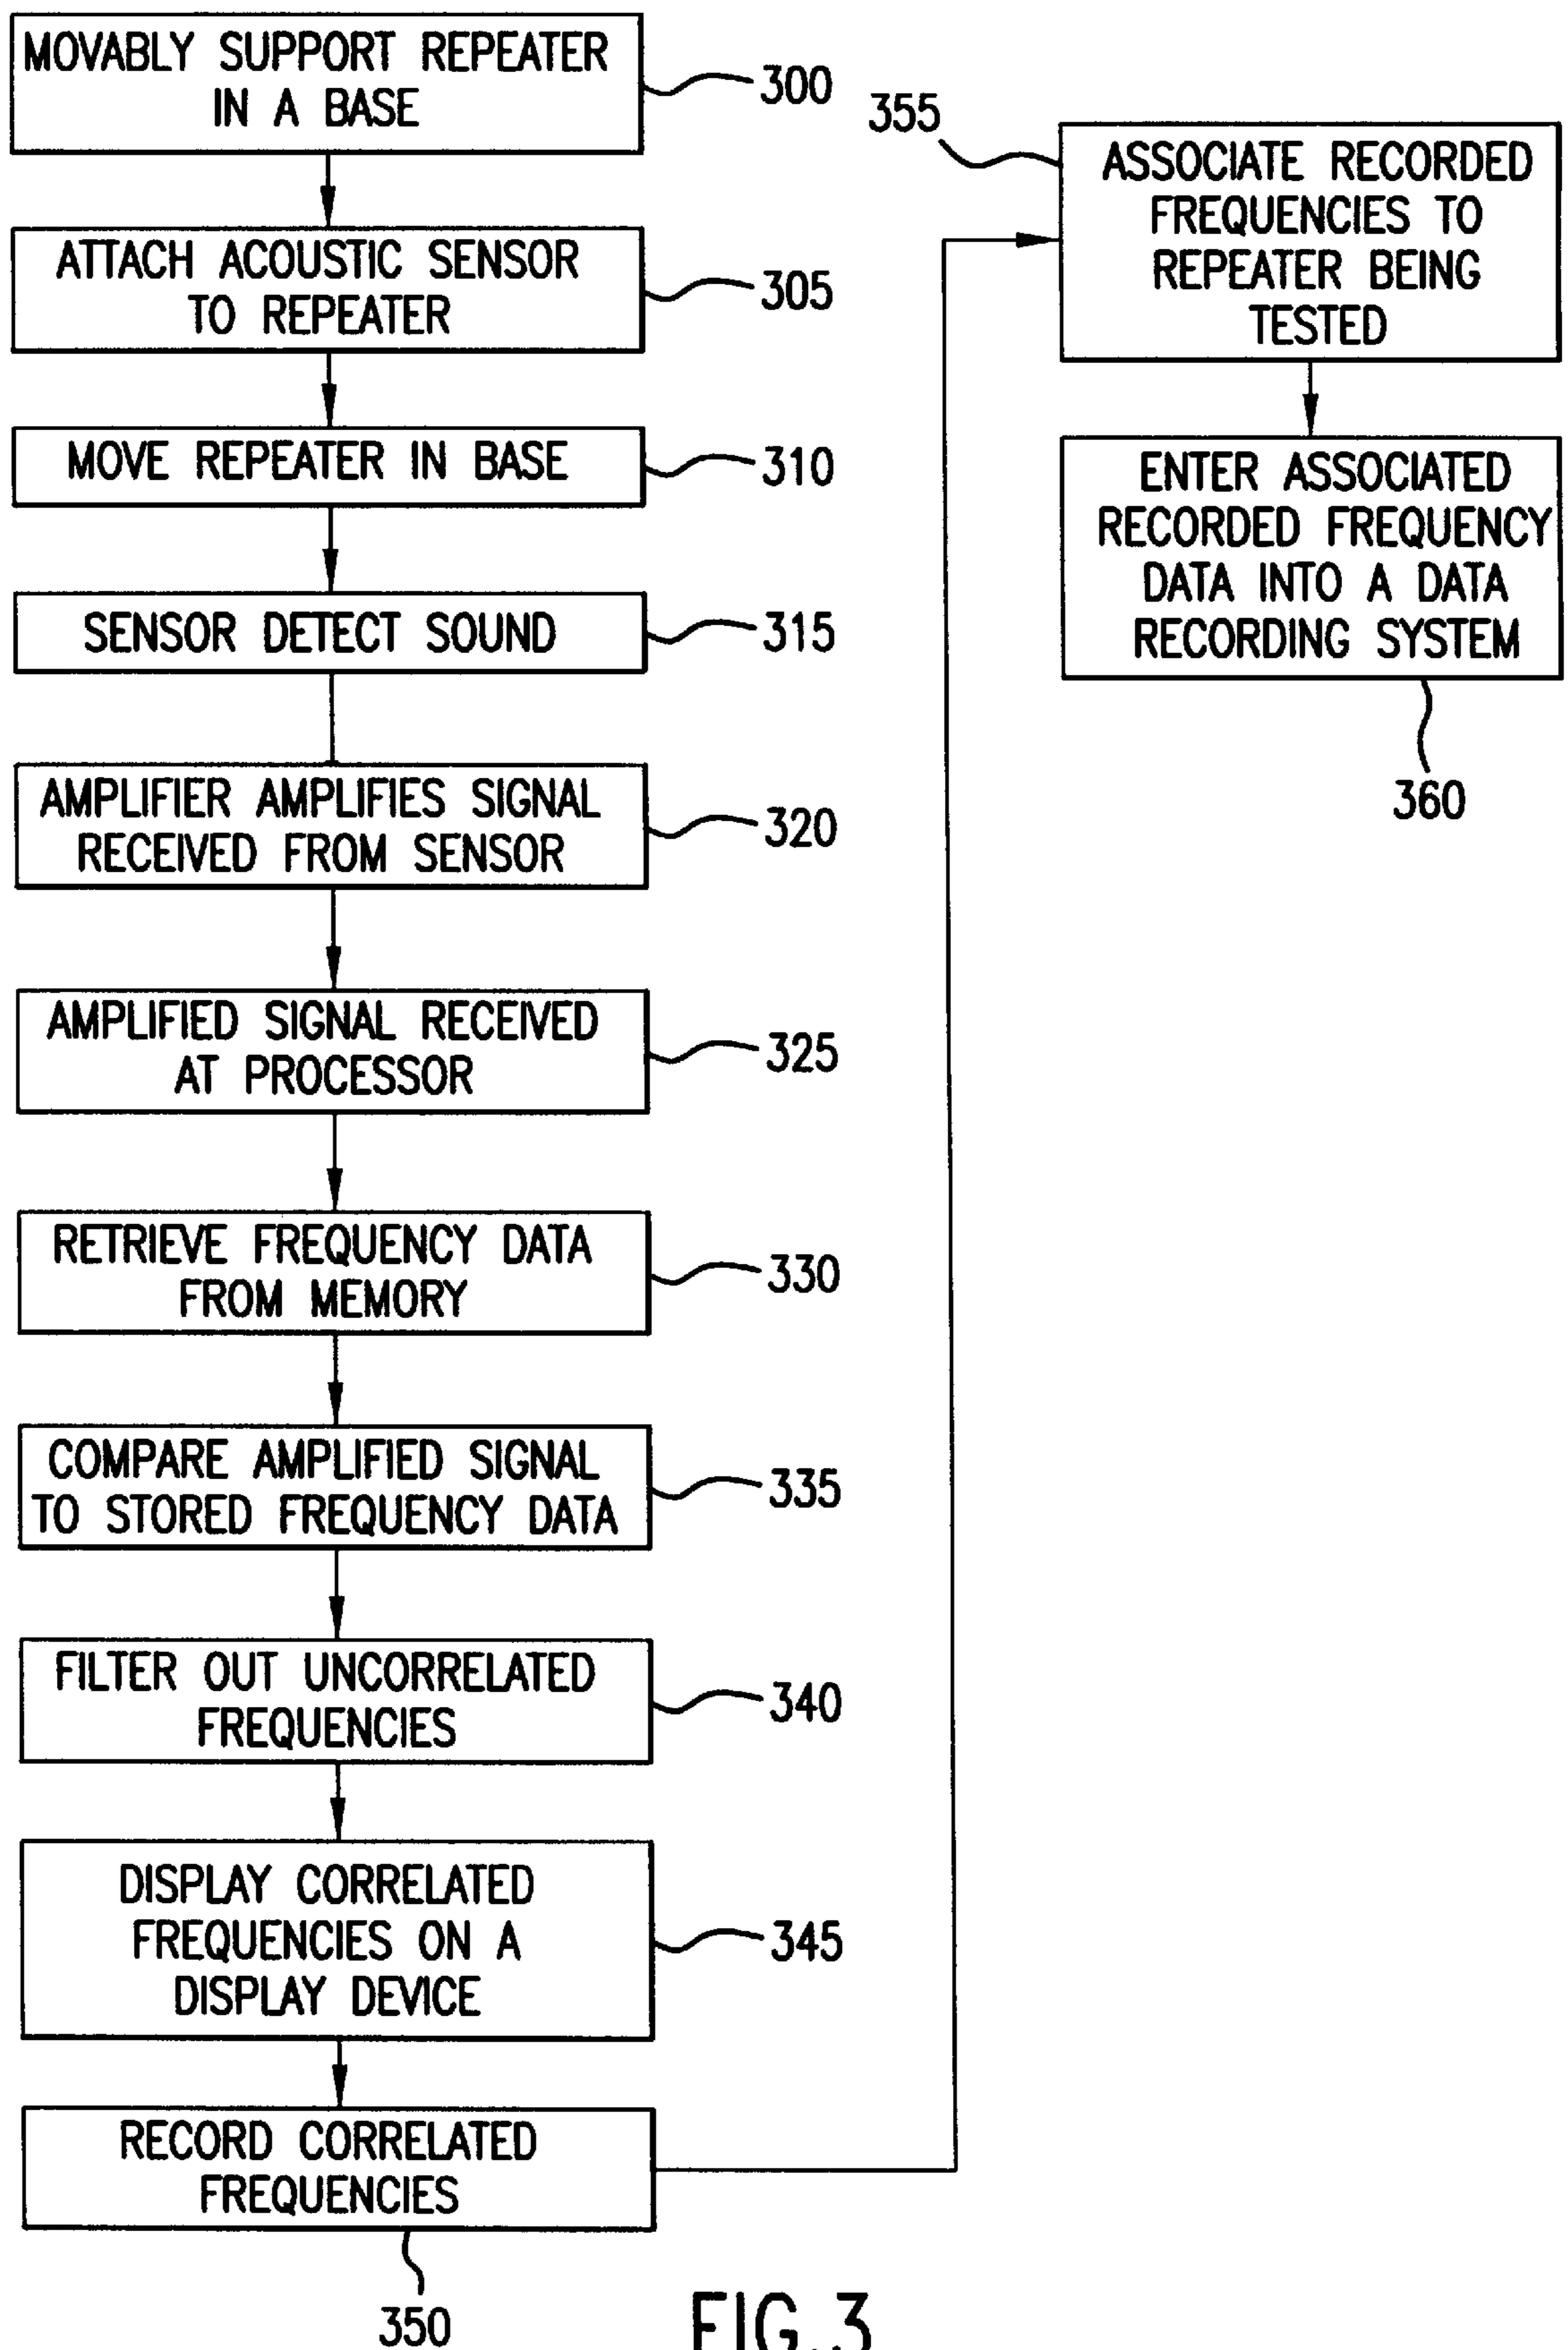 MOVABLY SUPPORT REPEATER
IN A BASE
300
ATTACH ACOUSTIC SENSOR
TO REPEATER
305
MOVE REPEATER IN BASE
310
SENSOR DETECT SOUND
315
AMPLIFIER AMPLIFIES SIGNAL
RECEIVED FROM SENSOR
320
AMPLIFIED SIGNAL RECEIVED
AT PROCESSOR
325
RETRIEVE FREQUENCY DATA
FROM MEMORY
330
COMPARE AMPLIFIED SIGNAL
TO STORED FREQUENCY DATA
335
FILTER OUT UNCORRELATED
FREQUENCIES
340
DISPLAY CORRELATED
FREQUENCIES ON A
DISPLAY DEVICE
345
RECORD CORRELATED
FREQUENCIES
350
355
ASSOCIATE RECORDED
FREQUENCIES TO
REPEATER BEING
TESTED
ENTER ASSOCIATED
RECORDED FREQUENCY
DATA INTO A DATA
RECORDING SYSTEM
360
FIG.3